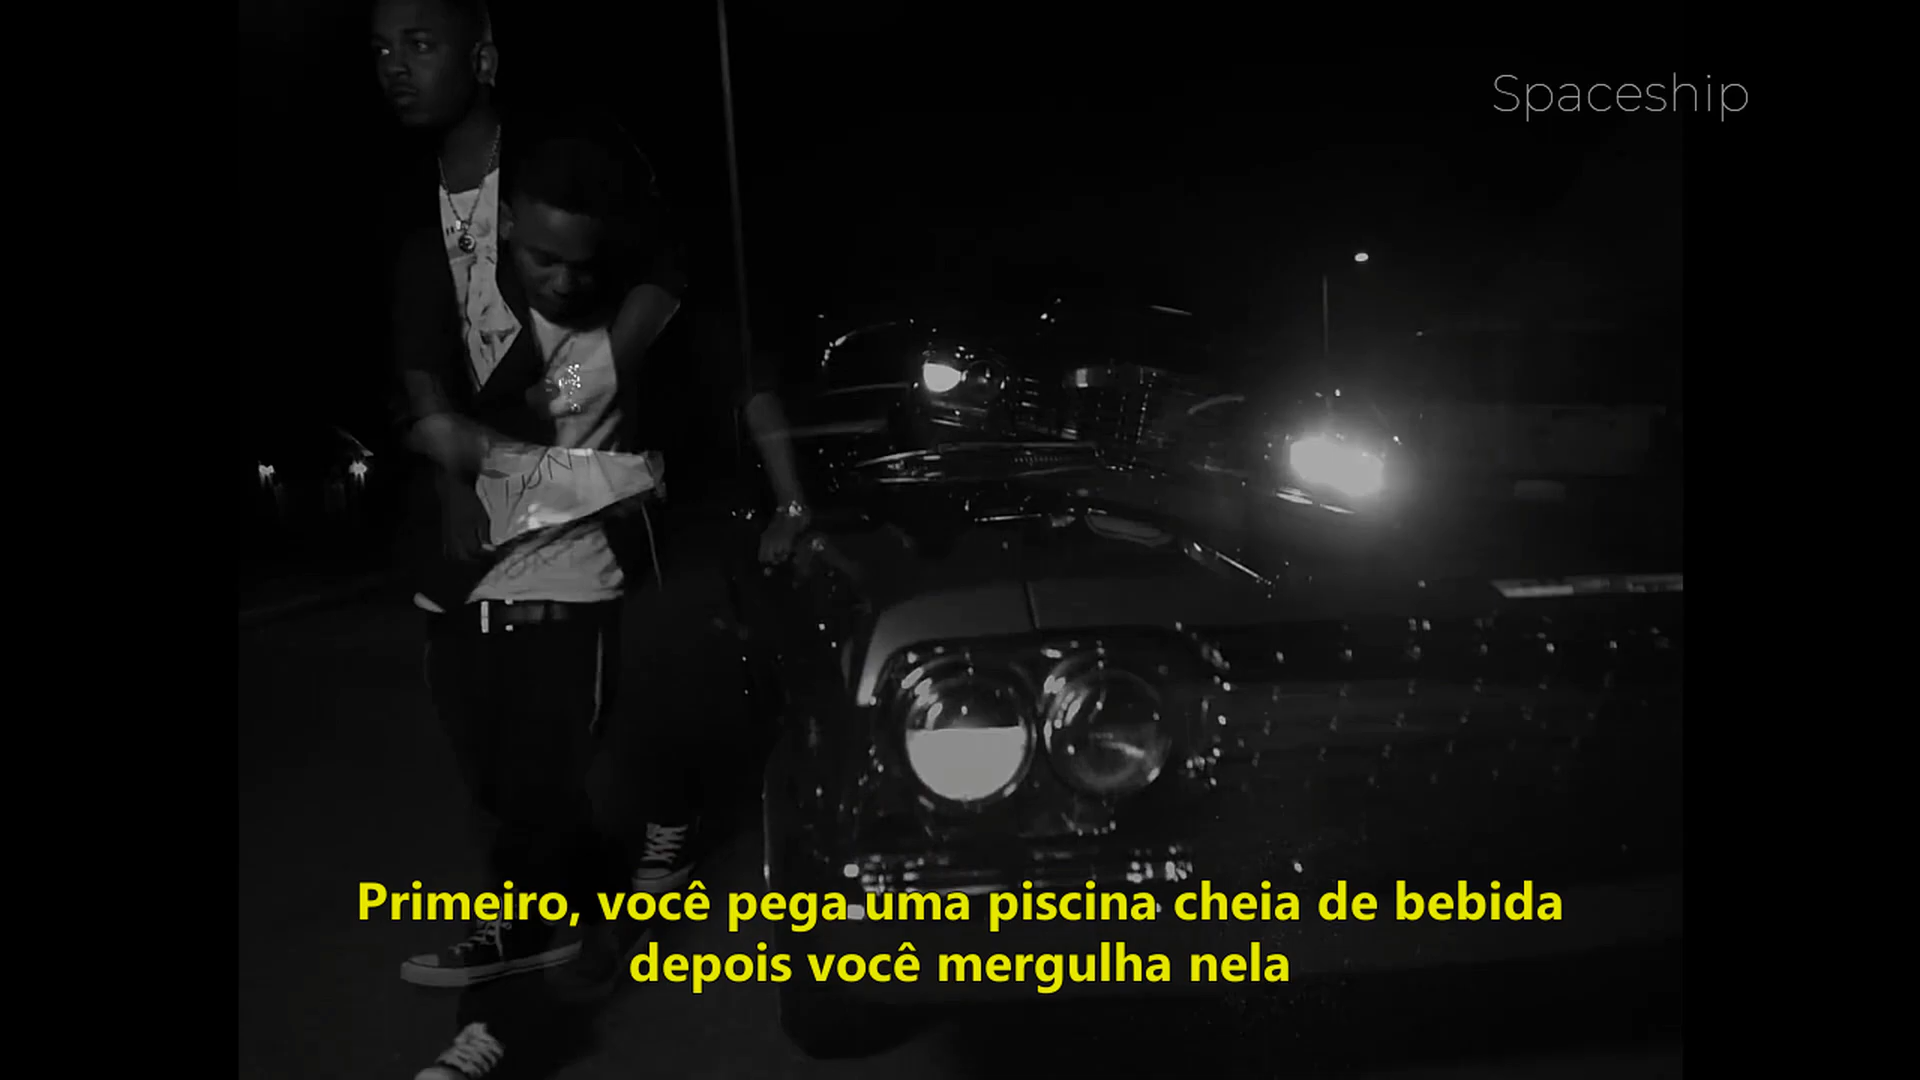 Spaceship
Primeiro, você pega uma piscina cheia de bebida
depois você mergulha nela